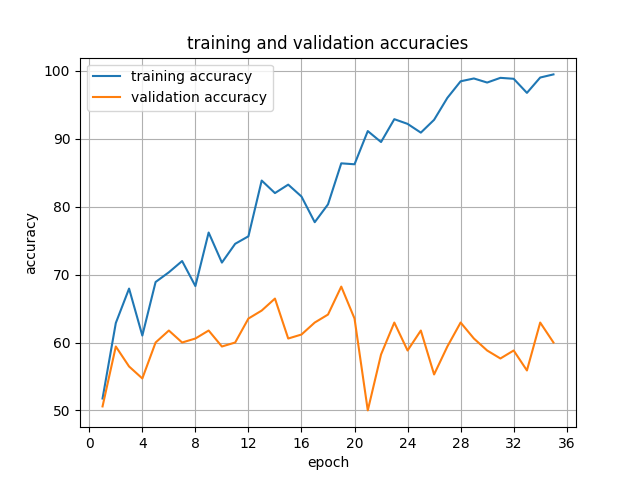 training and validation accuracies
training accuracy
validation accuracy
100
90
80
70
60
50
accuracy
0 4 8 12 16 20 24 28 32 36
epoch